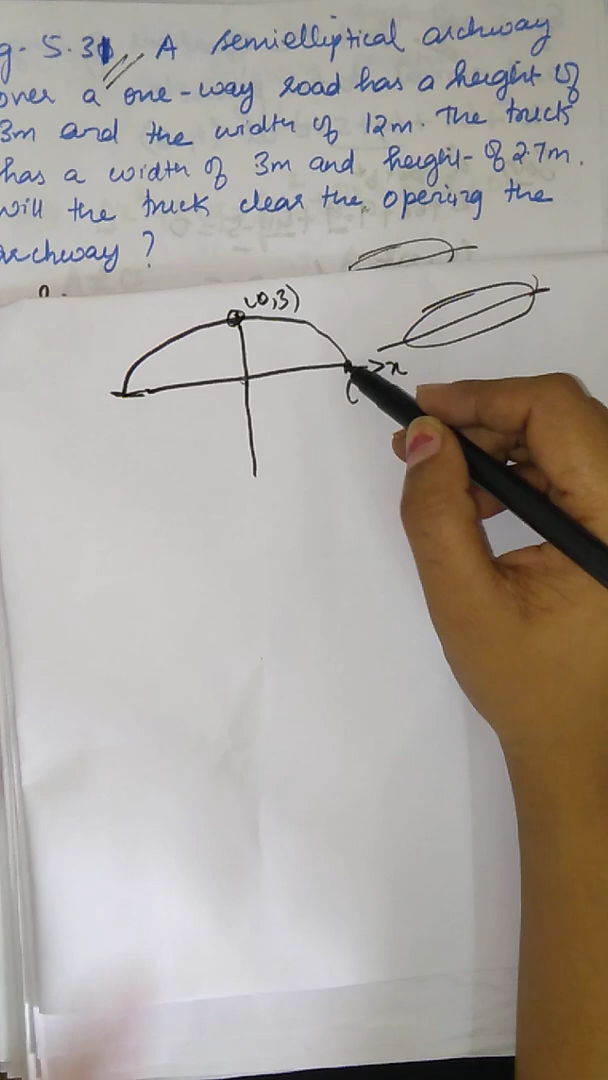 g. 5.31 A semielliptical archway
over a one-way road has a height of
3m and the width of 12m. The truck
has a width of 3m and height of 2.7m.
will the truck clear the opening the
archway ?
(0,3)
x
(